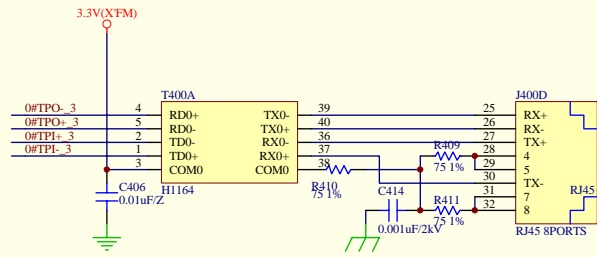 3.3V(X'FM)
T400A
J400D
0#TPO-_3 4 RD0+ TX0- 39 25 RX+
0#TPO+_3 5 RD0- TX0+ 40 26 RX-
0#TPI+_3 2 TD0- RX0- 36 27 TX+
0#TPI-_3 1 TD0+ RX0+ 37 R409 28 4
3 COM0 COM0 38 75 1% 29 5
30 TX-
C406 R410 C414 R411 31 7 RJ45
0.01uF/Z H1164 75 1% 32 8
0.001uF/2kV 75 1% RJ45 8PORTS